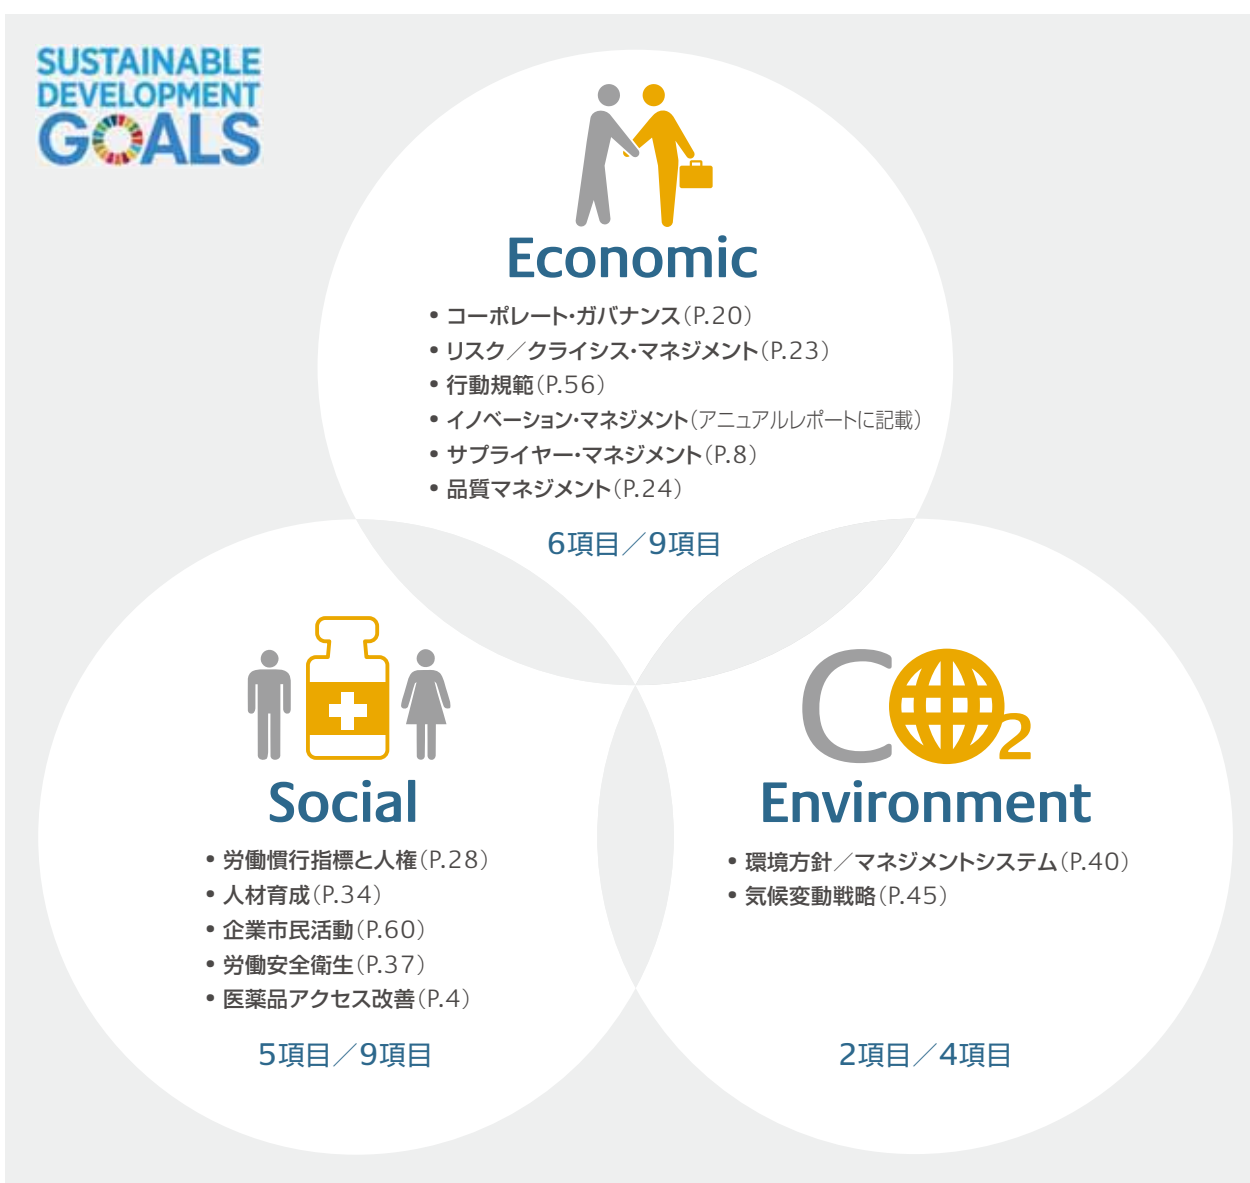 SUSTAINABLE
DEVELOPMENT
GOALS
Economic
• コーポレート・ガバナンス（P.20）
• リスク／クライシス・マネジメント（P.23）
• 行動規範（P.56）
• イノベーション・マネジメント（アニュアルレポートに記載）
• サプライヤー・マネジメント（P.8）
• 品質マネジメント（P.24）
6項目／9項目
Social
• 労働慣行指標と人権（P.28）
• 人材育成（P.34）
• 企業市民活動（P.60）
• 労働安全衛生（P.37）
• 医薬品アクセス改善（P.4）
5項目／9項目
CO2
Environment
• 環境方針／マネジメントシステム（P.40）
• 気候変動戦略（P.45）
2項目／4項目